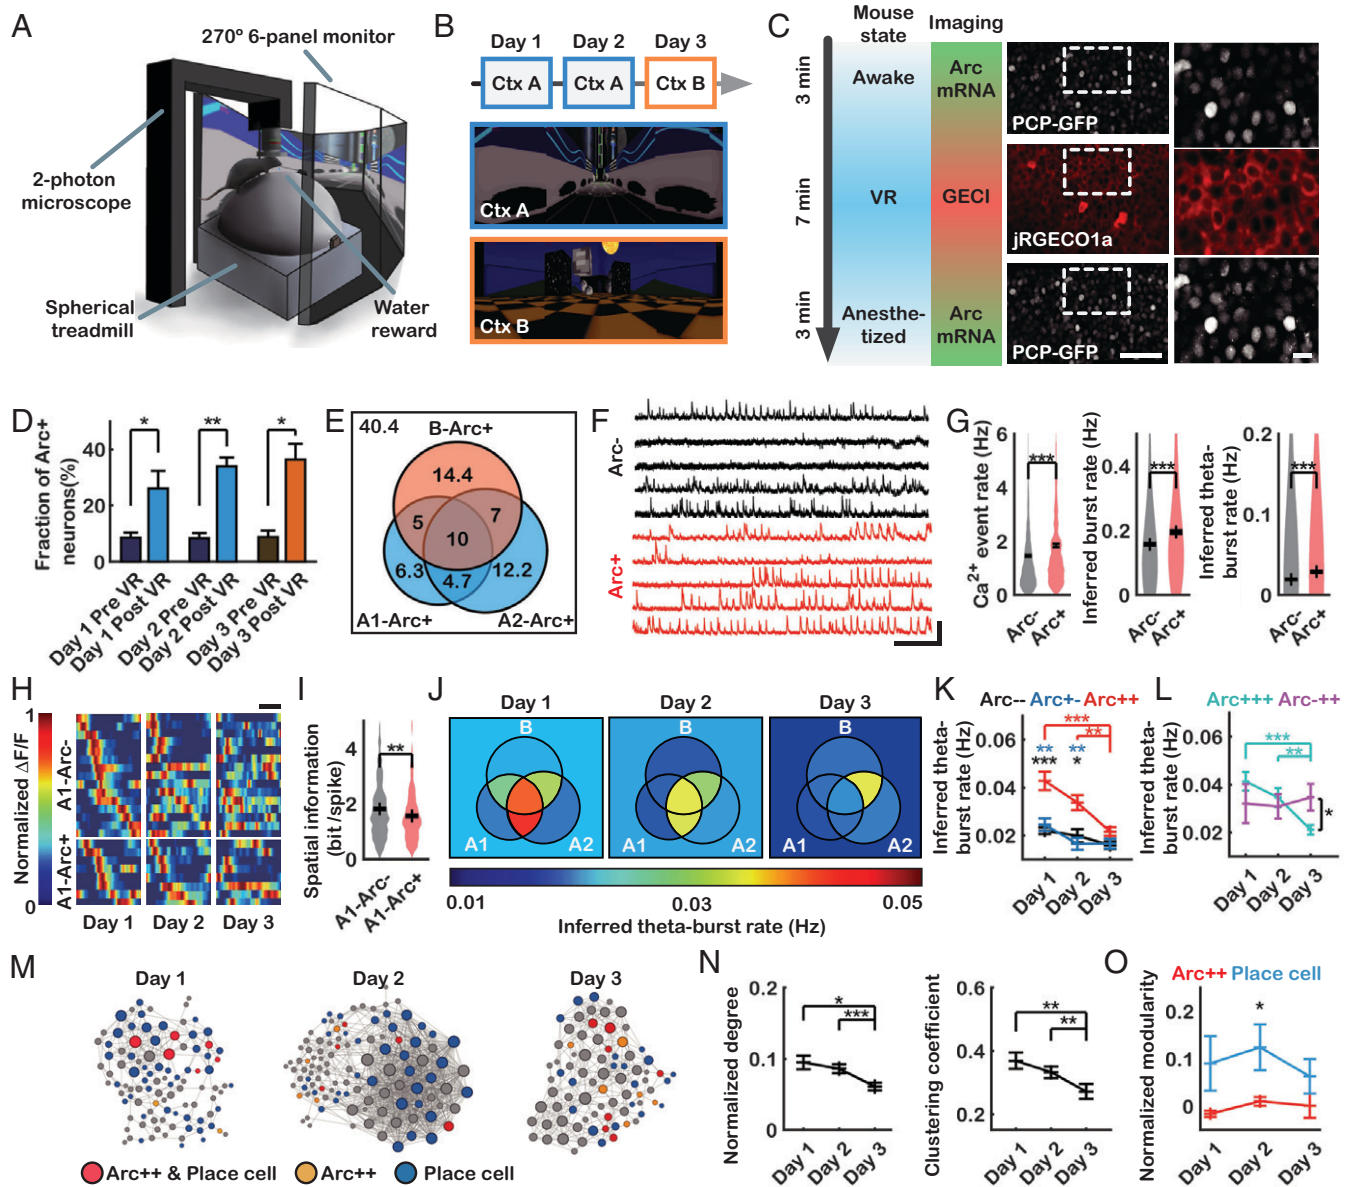 A
270º 6-panel monitor
2-photon
microscope
Spherical
treadmill
Water
reward
B
Day 1 Day 2 Day 3
Ctx A Ctx A Ctx B
Ctx A
Ctx B
C
Mouse
state
Imaging
3 min
Awake
Arc
mRNA
PCP-GFP
7 min
VR
GECI
jRGECO1a
3 min
Anesthe-
tized
Arc
mRNA
PCP-GFP
D
Fraction of Arc+
neurons(%)
40
20
0
* ** *
Day 1 Pre VR
Day 1 Post VR
Day 2 Pre VR
Day 2 Post VR
Day 3 Pre VR
Day 3 Post VR
E
40.4
B-Arc+
14.4
5 7
10
6.3 4.7 12.2
A1-Arc+ A2-Arc+
F
Arc-
Arc+
G
Ca2+ event rate (Hz)
6
4
2
0
***
Arc-
Arc+
Inferred burst rate (Hz)
0.4
0.2
0
***
Arc-
Arc+
Inferred theta-
burst rate (Hz)
0.2
0.1
0
***
Arc-
Arc+
H
Normalized ΔF/F
1
0
A1-Arc-
A1-Arc+
Day 1 Day 2 Day 3
I
Spatial information
(bit /spike)
4
2
0
**
A1-Arc-
A1-Arc+
J
Day 1 Day 2 Day 3
B B B
A1 A2 A1 A2 A1 A2
0.01 0.03 0.05
Inferred theta-burst rate (Hz)
K
Arc-- Arc+- Arc++
Inferred theta-
burst rate (Hz)
0.06
0.04
0.02
***
**
** **
*** *
Day 1
Day 2
Day 3
L
Arc+++ Arc-++
Inferred theta-
burst rate (Hz)
0.06
0.04
0.02
***
**
*
Day 1
Day 2
Day 3
M
Day 1 Day 2 Day 3
Arc++ & Place cell Arc++ Place cell
N
Normalized degree
0.2
0.1
0
*
***
Day 1
Day 2
Day 3
Clustering coefficient
0.6
0.4
0.2
**
**
Day 1
Day 2
Day 3
O
Arc++ Place cell
Normalized modularity
0.2
0.1
0
*
Day 1
Day 2
Day 3